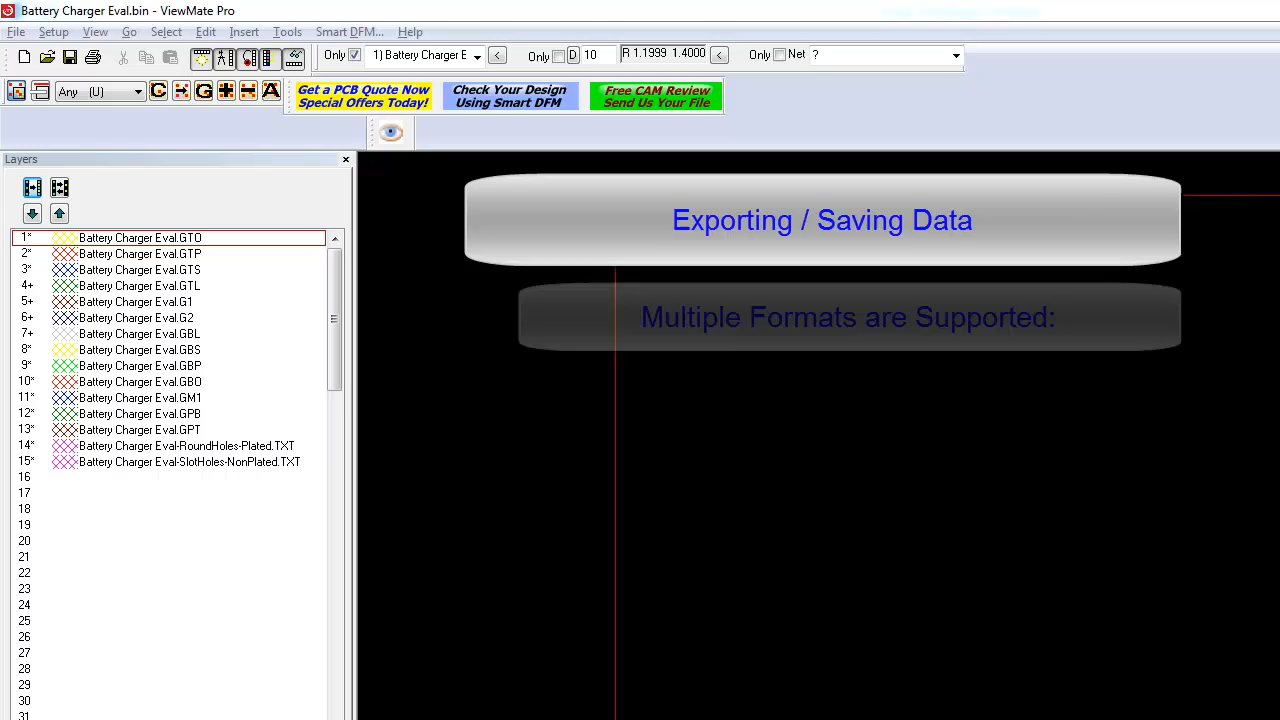 Battery Charger Eval.bin - ViewMate Pro
File Setup View Go Select Edit Insert Tools Smart DFM... Help
Only 1) Battery Charger E < Only D 10 R 1.1999 1.4000 < Only Net ?
Any (U) C G A
Get a PCB Quote Now
Special Offers Today!
Check Your Design
Using Smart DFM
Free CAM Review
Send Us Your File
Layers
1* Battery Charger Eval.GTO
2* Battery Charger Eval.GTP
3* Battery Charger Eval.GTS
4+ Battery Charger Eval.GTL
5+ Battery Charger Eval.G1
6+ Battery Charger Eval.G2
7+ Battery Charger Eval.GBL
8* Battery Charger Eval.GBS
9* Battery Charger Eval.GBP
10* Battery Charger Eval.GBO
11* Battery Charger Eval.GM1
12* Battery Charger Eval.GPB
13* Battery Charger Eval.GPT
14* Battery Charger Eval-RoundHoles-Plated.TXT
15* Battery Charger Eval-SlotHoles-NonPlated.TXT
16
17
18
19
20
21
22
23
24
25
26
27
28
29
30
31
Exporting / Saving Data
Multiple Formats are Supported: